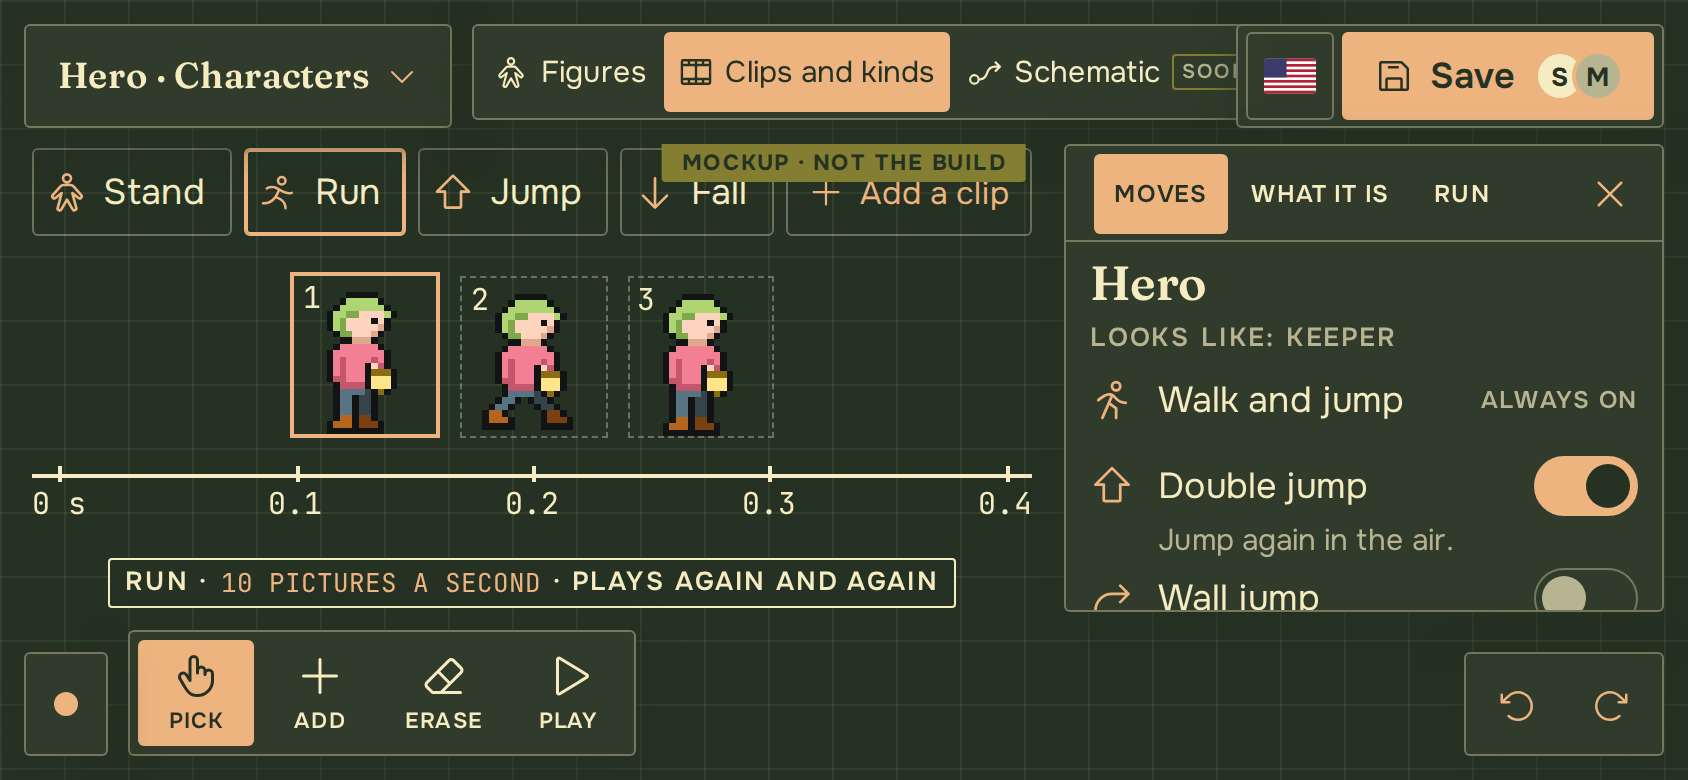 Hero · Characters
Figures
Clips and kinds
Schematic
Save
S
M
MOCKUP · NOT THE BUILD
Stand
Run
Jump
Fall
Add a clip
MOVES
WHAT IT IS
RUN
1
2
3
Hero
LOOKS LIKE: KEEPER
Walk and jump
ALWAYS ON
Double jump
Jump again in the air.
Wall jump
0 s
0.1
0.2
0.3
0.4
RUN · 10 PICTURES A SECOND · PLAYS AGAIN AND AGAIN
PICK
ADD
ERASE
PLAY